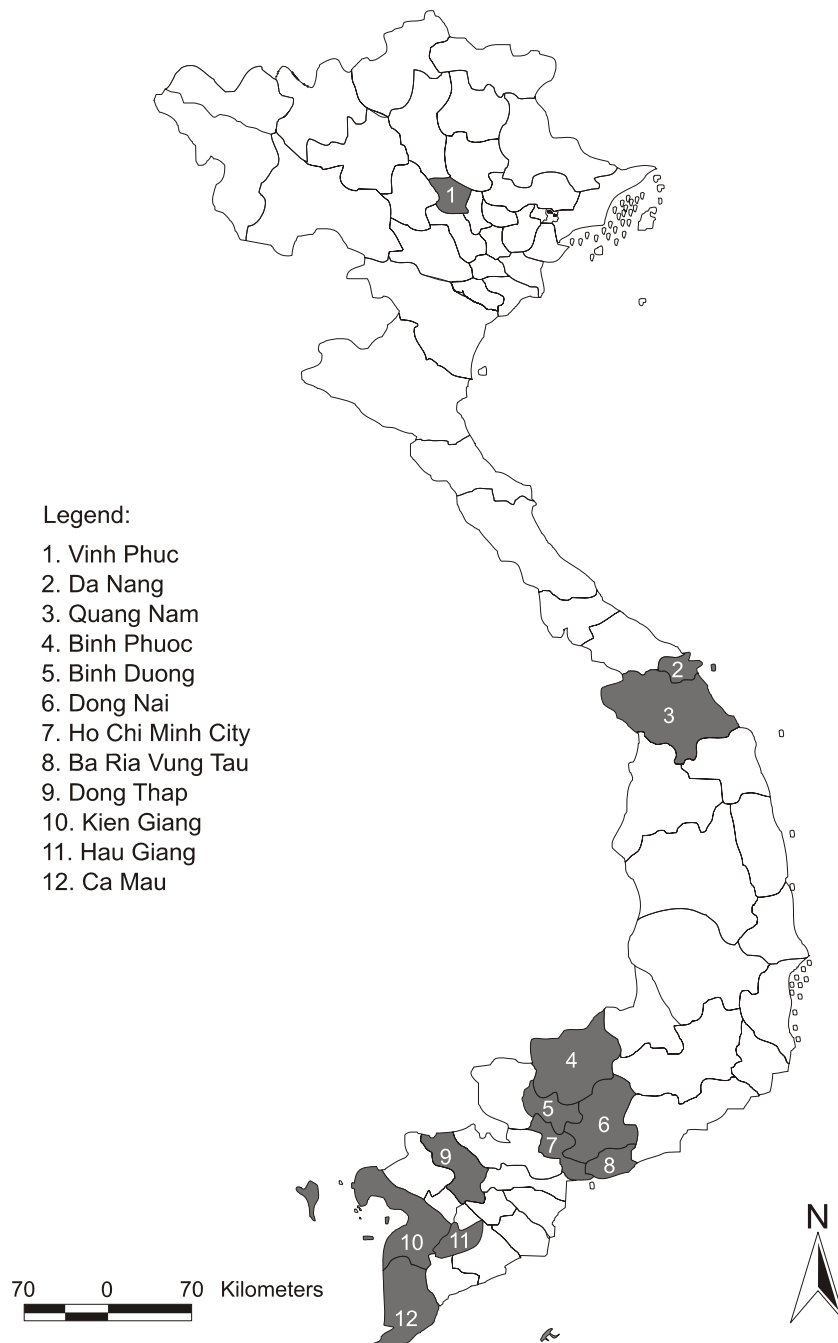 1
Legend:
1. Vinh Phuc
2. Da Nang
3. Quang Nam
4. Binh Phuoc
5. Binh Duong
6. Dong Nai
7. Ho Chi Minh City
8. Ba Ria Vung Tau
9. Dong Thap
10. Kien Giang
11. Hau Giang
12. Ca Mau
2
3
4
5
6
7
8
9
10
11
12
N
70 0 70 Kilometers